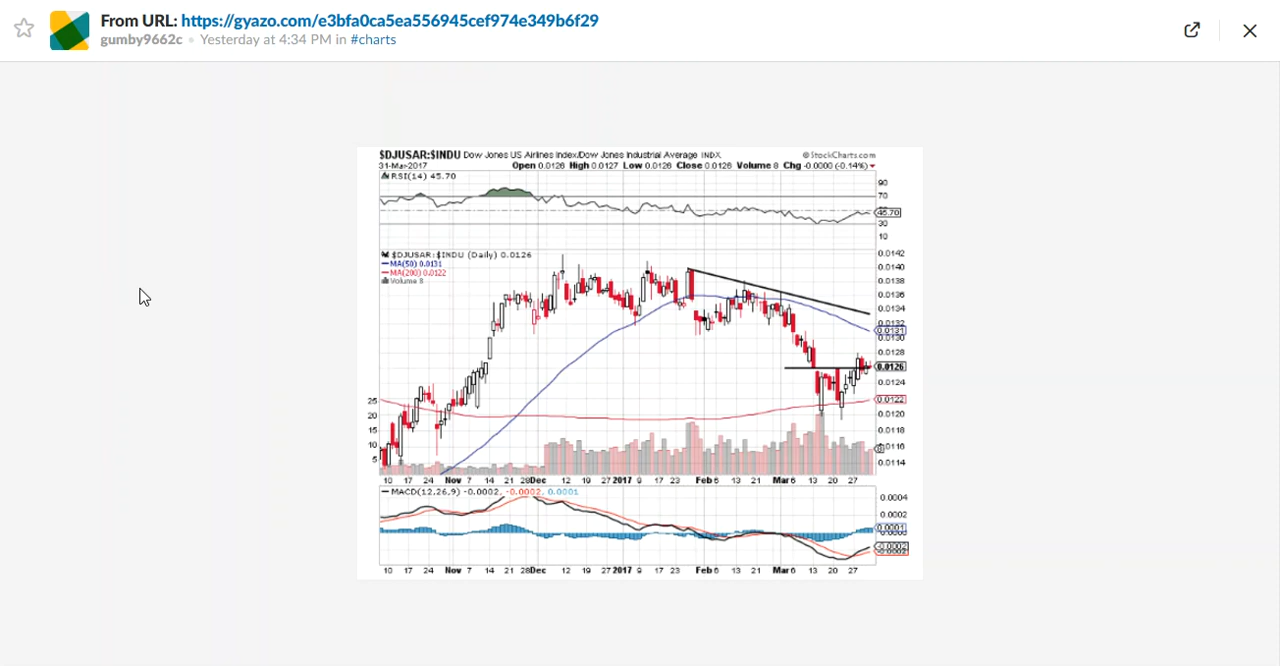 From URL: https://gyazo.com/e3bfa0ca5ea556945cef974e349b6f29
gumby9662c • Yesterday at 4:34 PM in #charts
$DJUSAR:$INDU Dow Jones US Airlines Index/Dow Jones Industrial Average INDX © StockCharts.com
31-Mar-2017 Open 0.0126 High 0.0127 Low 0.0126 Close 0.0126 Volume 8 Chg -0.0000 (-0.14%)
RSI(14) 45.70
90
70
45.70
30
10
$DJUSAR:$INDU (Daily) 0.0126
MA(50) 0.0131
MA(200) 0.0122
Volume 8
0.0142
0.0140
0.0138
0.0136
0.0134
0.0132
0.0131
0.0130
0.0128
0.0126
0.0124
0.0122
0.0120
0.0118
0.0116
0.0114
25
20
15
10
5
10 17 24 Nov 7 14 21 28 Dec 12 19 27 2017 9 17 23 Feb 6 13 21 Mar 6 13 20 27
MACD(12,26,9) -0.0002, -0.0002, 0.0001
0.0004
0.0002
0.0001
-0.0002
10 17 24 Nov 7 14 21 28 Dec 12 19 27 2017 9 17 23 Feb 6 13 21 Mar 6 13 20 27